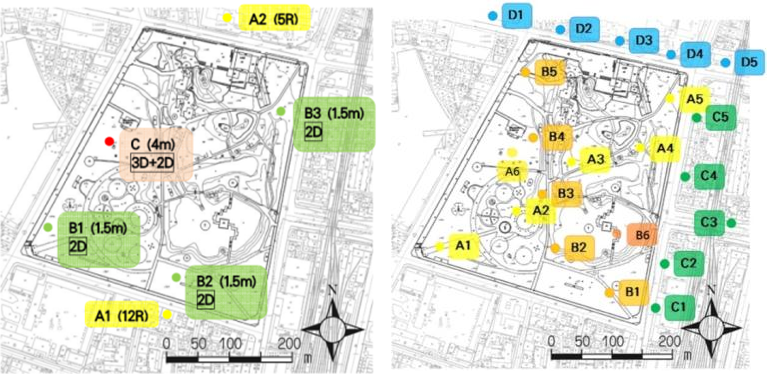 A2 (5R)
B3 (1.5m)
2D
C (4m)
3D+2D
B1 (1.5m)
2D
B2 (1.5m)
2D
A1 (12R)
N
0 50 100 200
m
D1
D2
D3
D4
D5
B5
A5
C5
B4
A4
A3
A6
C4
B3
A2
C3
B6
A1
B2
C2
B1
C1
N
0 50 100 200
m